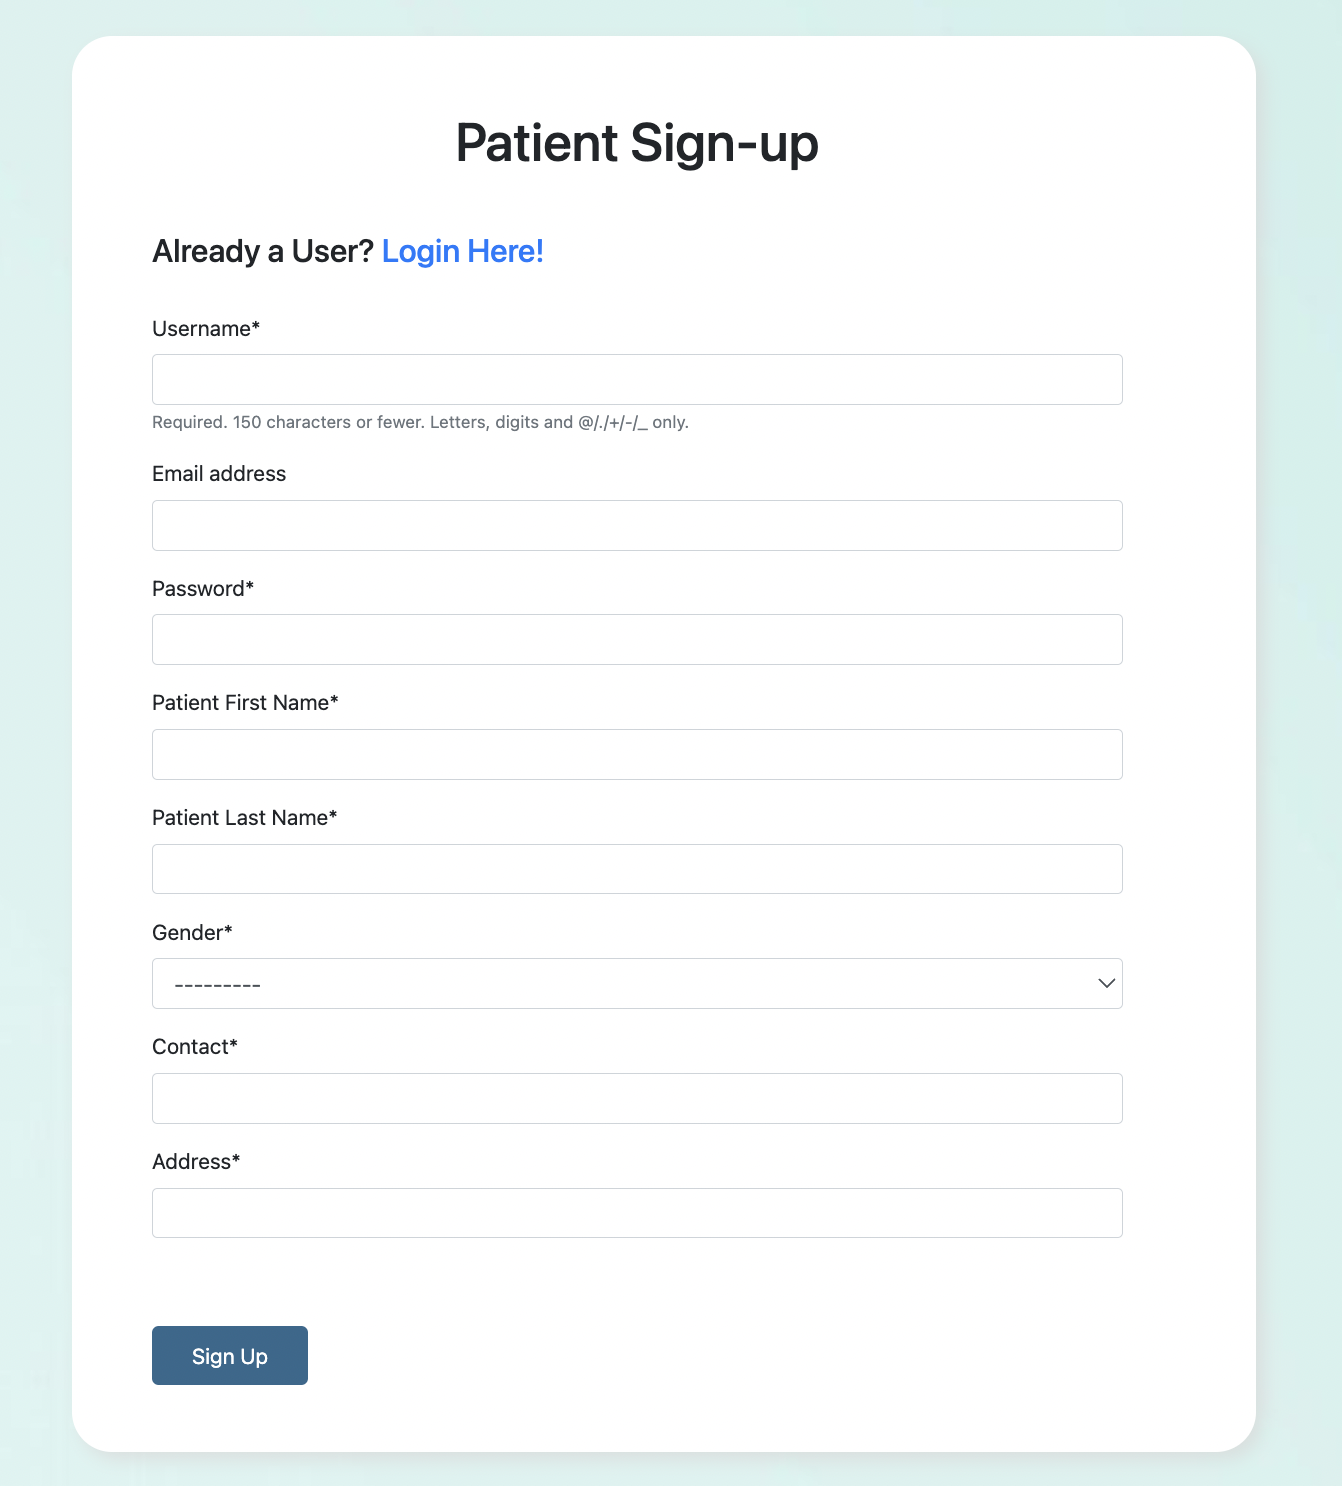 Patient Sign-up
Already a User? Login Here!
Username*
Required. 150 characters or fewer. Letters, digits and @/./+/-/_ only.
Email address
Password*
Patient First Name*
Patient Last Name*
Gender*
---------
Contact*
Address*
Sign Up